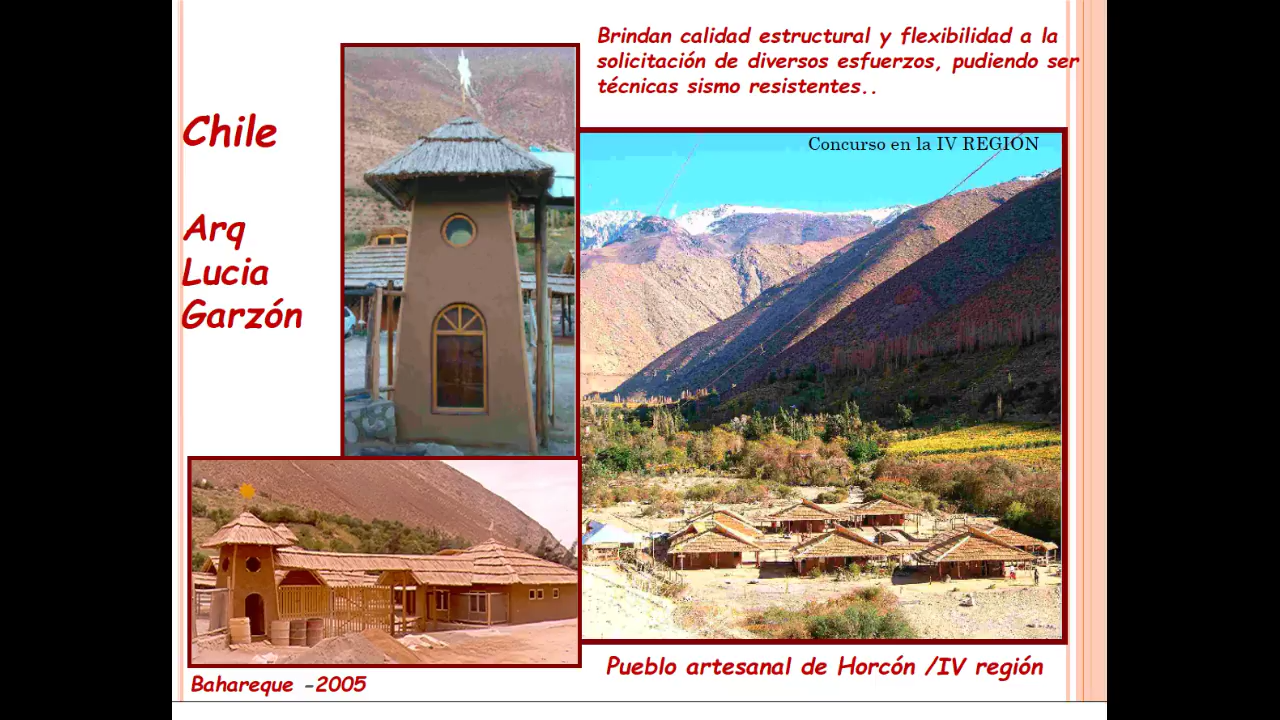 Brindan calidad estructural y flexibilidad a la
solicitación de diversos esfuerzos, pudiendo ser
técnicas sismo resistentes..
Chile
Arq
Lucia
Garzón
Concurso en la IV REGION
Pueblo artesanal de Horcón /IV región
Bahareque -2005